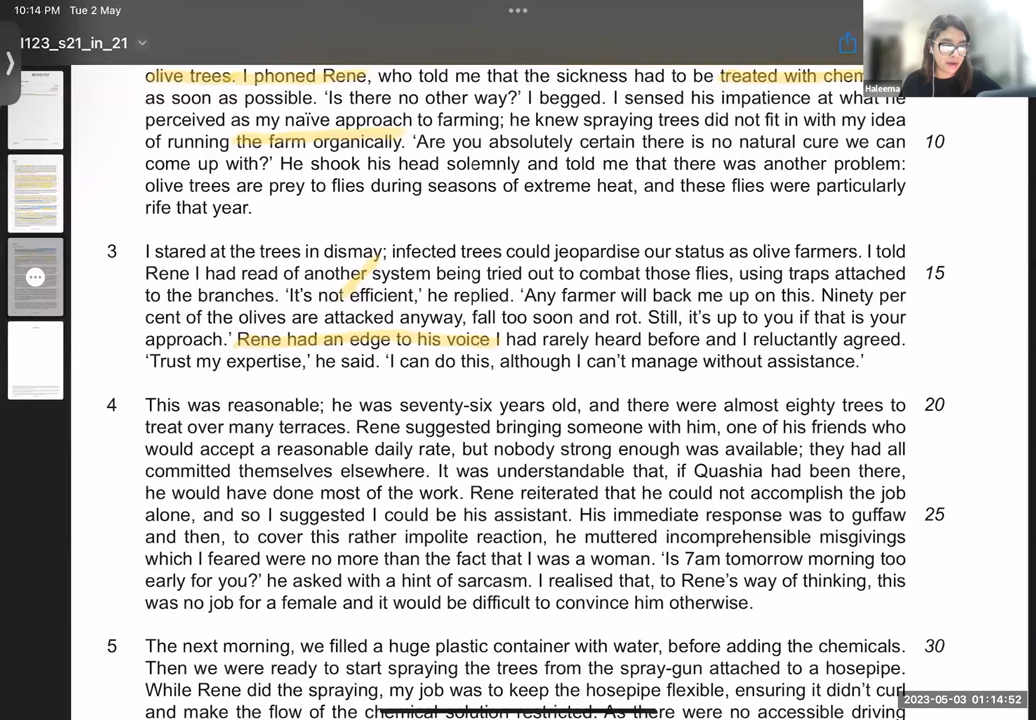 10:14 PM Tue 2 May
l123_s21_in_21
Haleema
olive trees. I phoned Rene, who told me that the sickness had to be treated with chem
as soon as possible. ‘Is there no other way?’ I begged. I sensed his impatience at what he
perceived as my naïve approach to farming; he knew spraying trees did not fit in with my idea
of running the farm organically. ‘Are you absolutely certain there is no natural cure we can 10
come up with?’ He shook his head solemnly and told me that there was another problem:
olive trees are prey to flies during seasons of extreme heat, and these flies were particularly
rife that year.
3 I stared at the trees in dismay; infected trees could jeopardise our status as olive farmers. I told
Rene I had read of another system being tried out to combat those flies, using traps attached 15
to the branches. ‘It’s not efficient,’ he replied. ‘Any farmer will back me up on this. Ninety per
cent of the olives are attacked anyway, fall too soon and rot. Still, it’s up to you if that is your
approach.’ Rene had an edge to his voice I had rarely heard before and I reluctantly agreed.
‘Trust my expertise,’ he said. ‘I can do this, although I can’t manage without assistance.’
4 This was reasonable; he was seventy-six years old, and there were almost eighty trees to 20
treat over many terraces. Rene suggested bringing someone with him, one of his friends who
would accept a reasonable daily rate, but nobody strong enough was available; they had all
committed themselves elsewhere. It was understandable that, if Quashia had been there,
he would have done most of the work. Rene reiterated that he could not accomplish the job
alone, and so I suggested I could be his assistant. His immediate response was to guffaw 25
and then, to cover this rather impolite reaction, he muttered incomprehensible misgivings
which I feared were no more than the fact that I was a woman. ‘Is 7am tomorrow morning too
early for you?’ he asked with a hint of sarcasm. I realised that, to Rene’s way of thinking, this
was no job for a female and it would be difficult to convince him otherwise.
5 The next morning, we filled a huge plastic container with water, before adding the chemicals. 30
Then we were ready to start spraying the trees from the spray-gun attached to a hosepipe.
While Rene did the spraying, my job was to keep the hosepipe flexible, ensuring it didn’t curl
and make the flow of the chemical solution restricted. As there were no accessible driving
2023-05-03 01:14:52